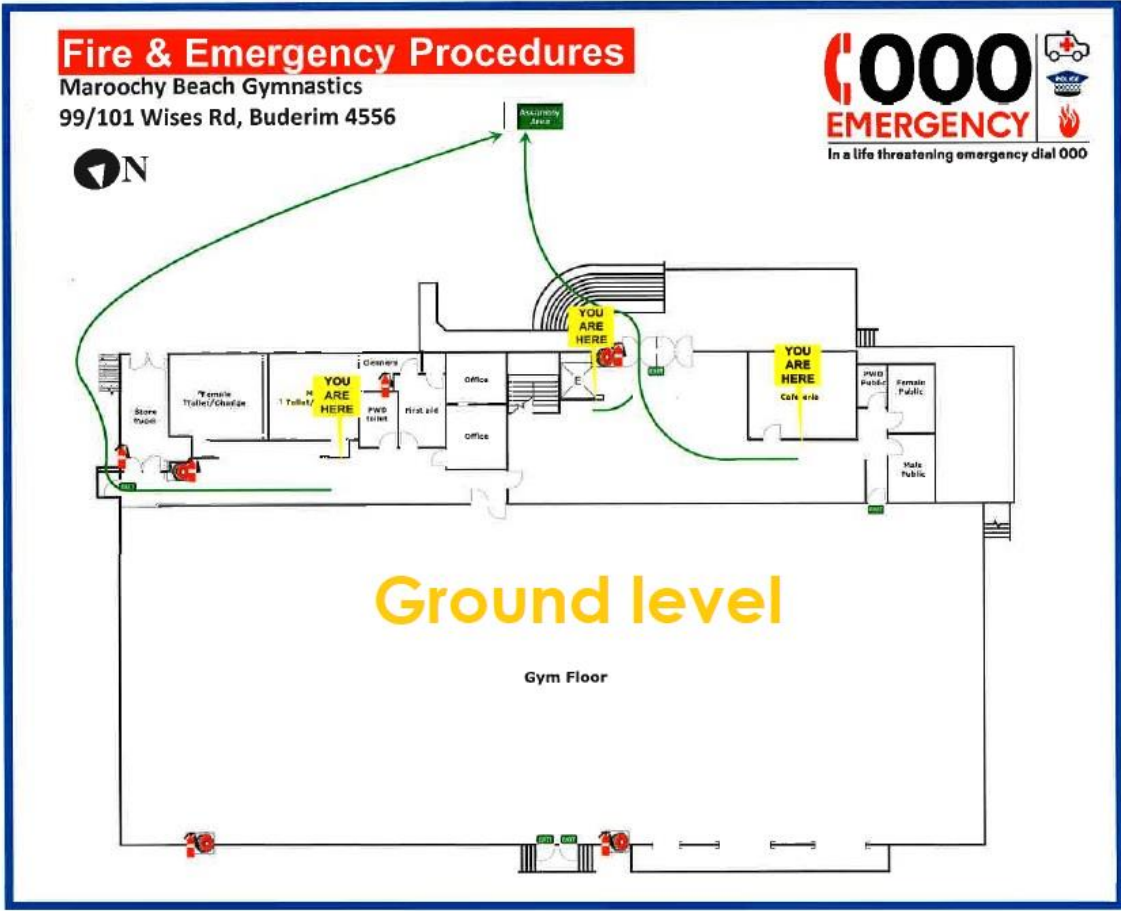 Fire & Emergency Procedures
Maroochy Beach Gymnastics
99/101 Wises Rd, Buderim 4556
N
000
EMERGENCY
POLICE
In a life threatening emergency dial 000
Assembly
Area
YOU
ARE
HERE
YOU
ARE
HERE
YOU
ARE
HERE
Cleaners
Office
E
EXIT
PWD
Public
Female
Public
Female
Toilet/Change
Toilet/
PWD
Toilet
First aid
Store
Room
Office
Male
Public
EXIT
EXIT
Ground level
Gym Floor
EXIT
EXIT